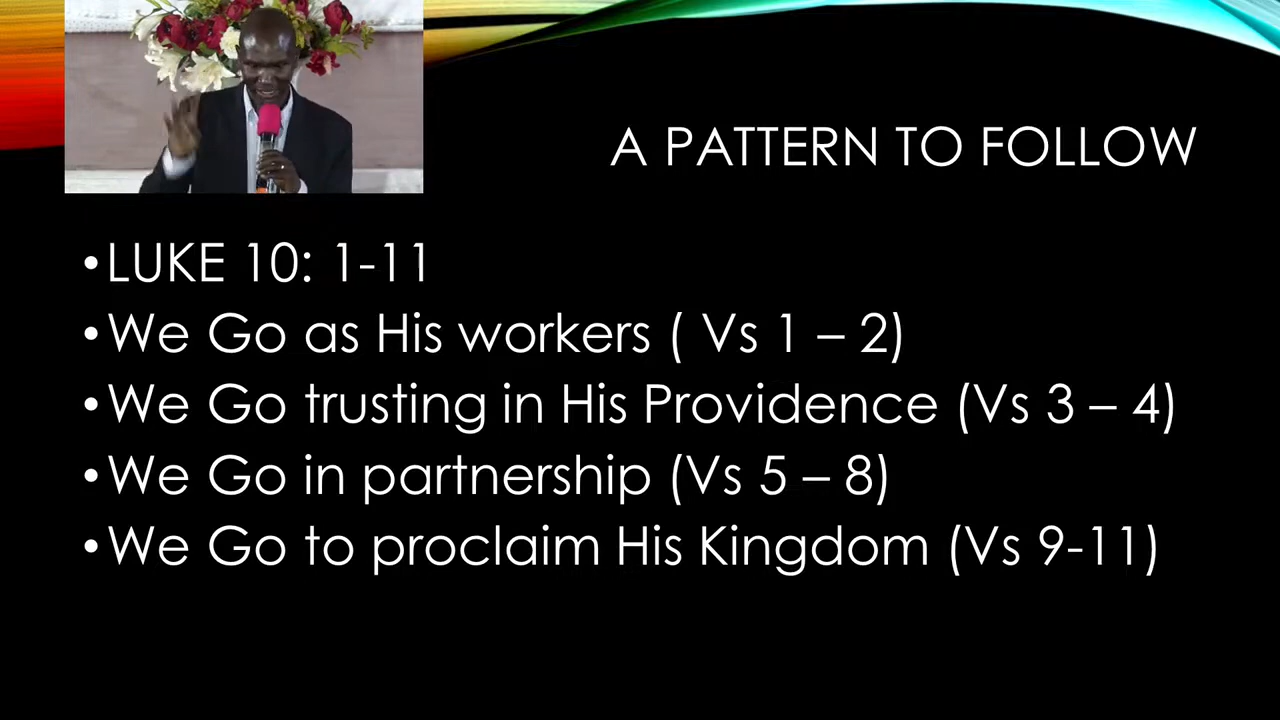 A PATTERN TO FOLLOW
•LUKE 10: 1-11
•We Go as His workers ( Vs 1 – 2)
•We Go trusting in His Providence (Vs 3 – 4)
•We Go in partnership (Vs 5 – 8)
•We Go to proclaim His Kingdom (Vs 9-11)